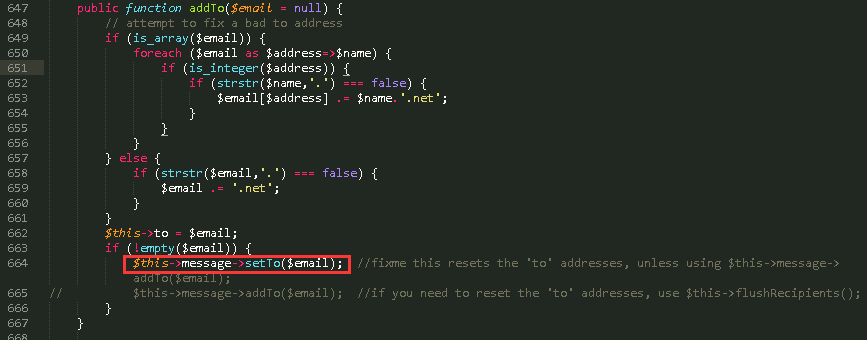 647 public function addTo($email = null) {
648 // attempt to fix a bad to address
649 if (is_array($email)) {
650 foreach ($email as $address=>$name) {
651 if (is_integer($address)) {
652 if (strstr($name,'.') === false) {
653 $email[$address] .= $name.'.net';
654 }
655 }
656 }
657 } else {
658 if (strstr($email,'.') === false) {
659 $email .= '.net';
660 }
661 }
662 $this->to = $email;
663 if (!empty($email)) {
664 $this->message->setTo($email); //fixme this resets the 'to' addresses, unless using $this->message->
addTo($email);
665 // $this->message->addTo($email); //if you need to reset the 'to' addresses, use $this->flushRecipients();
666 }
667 }
668